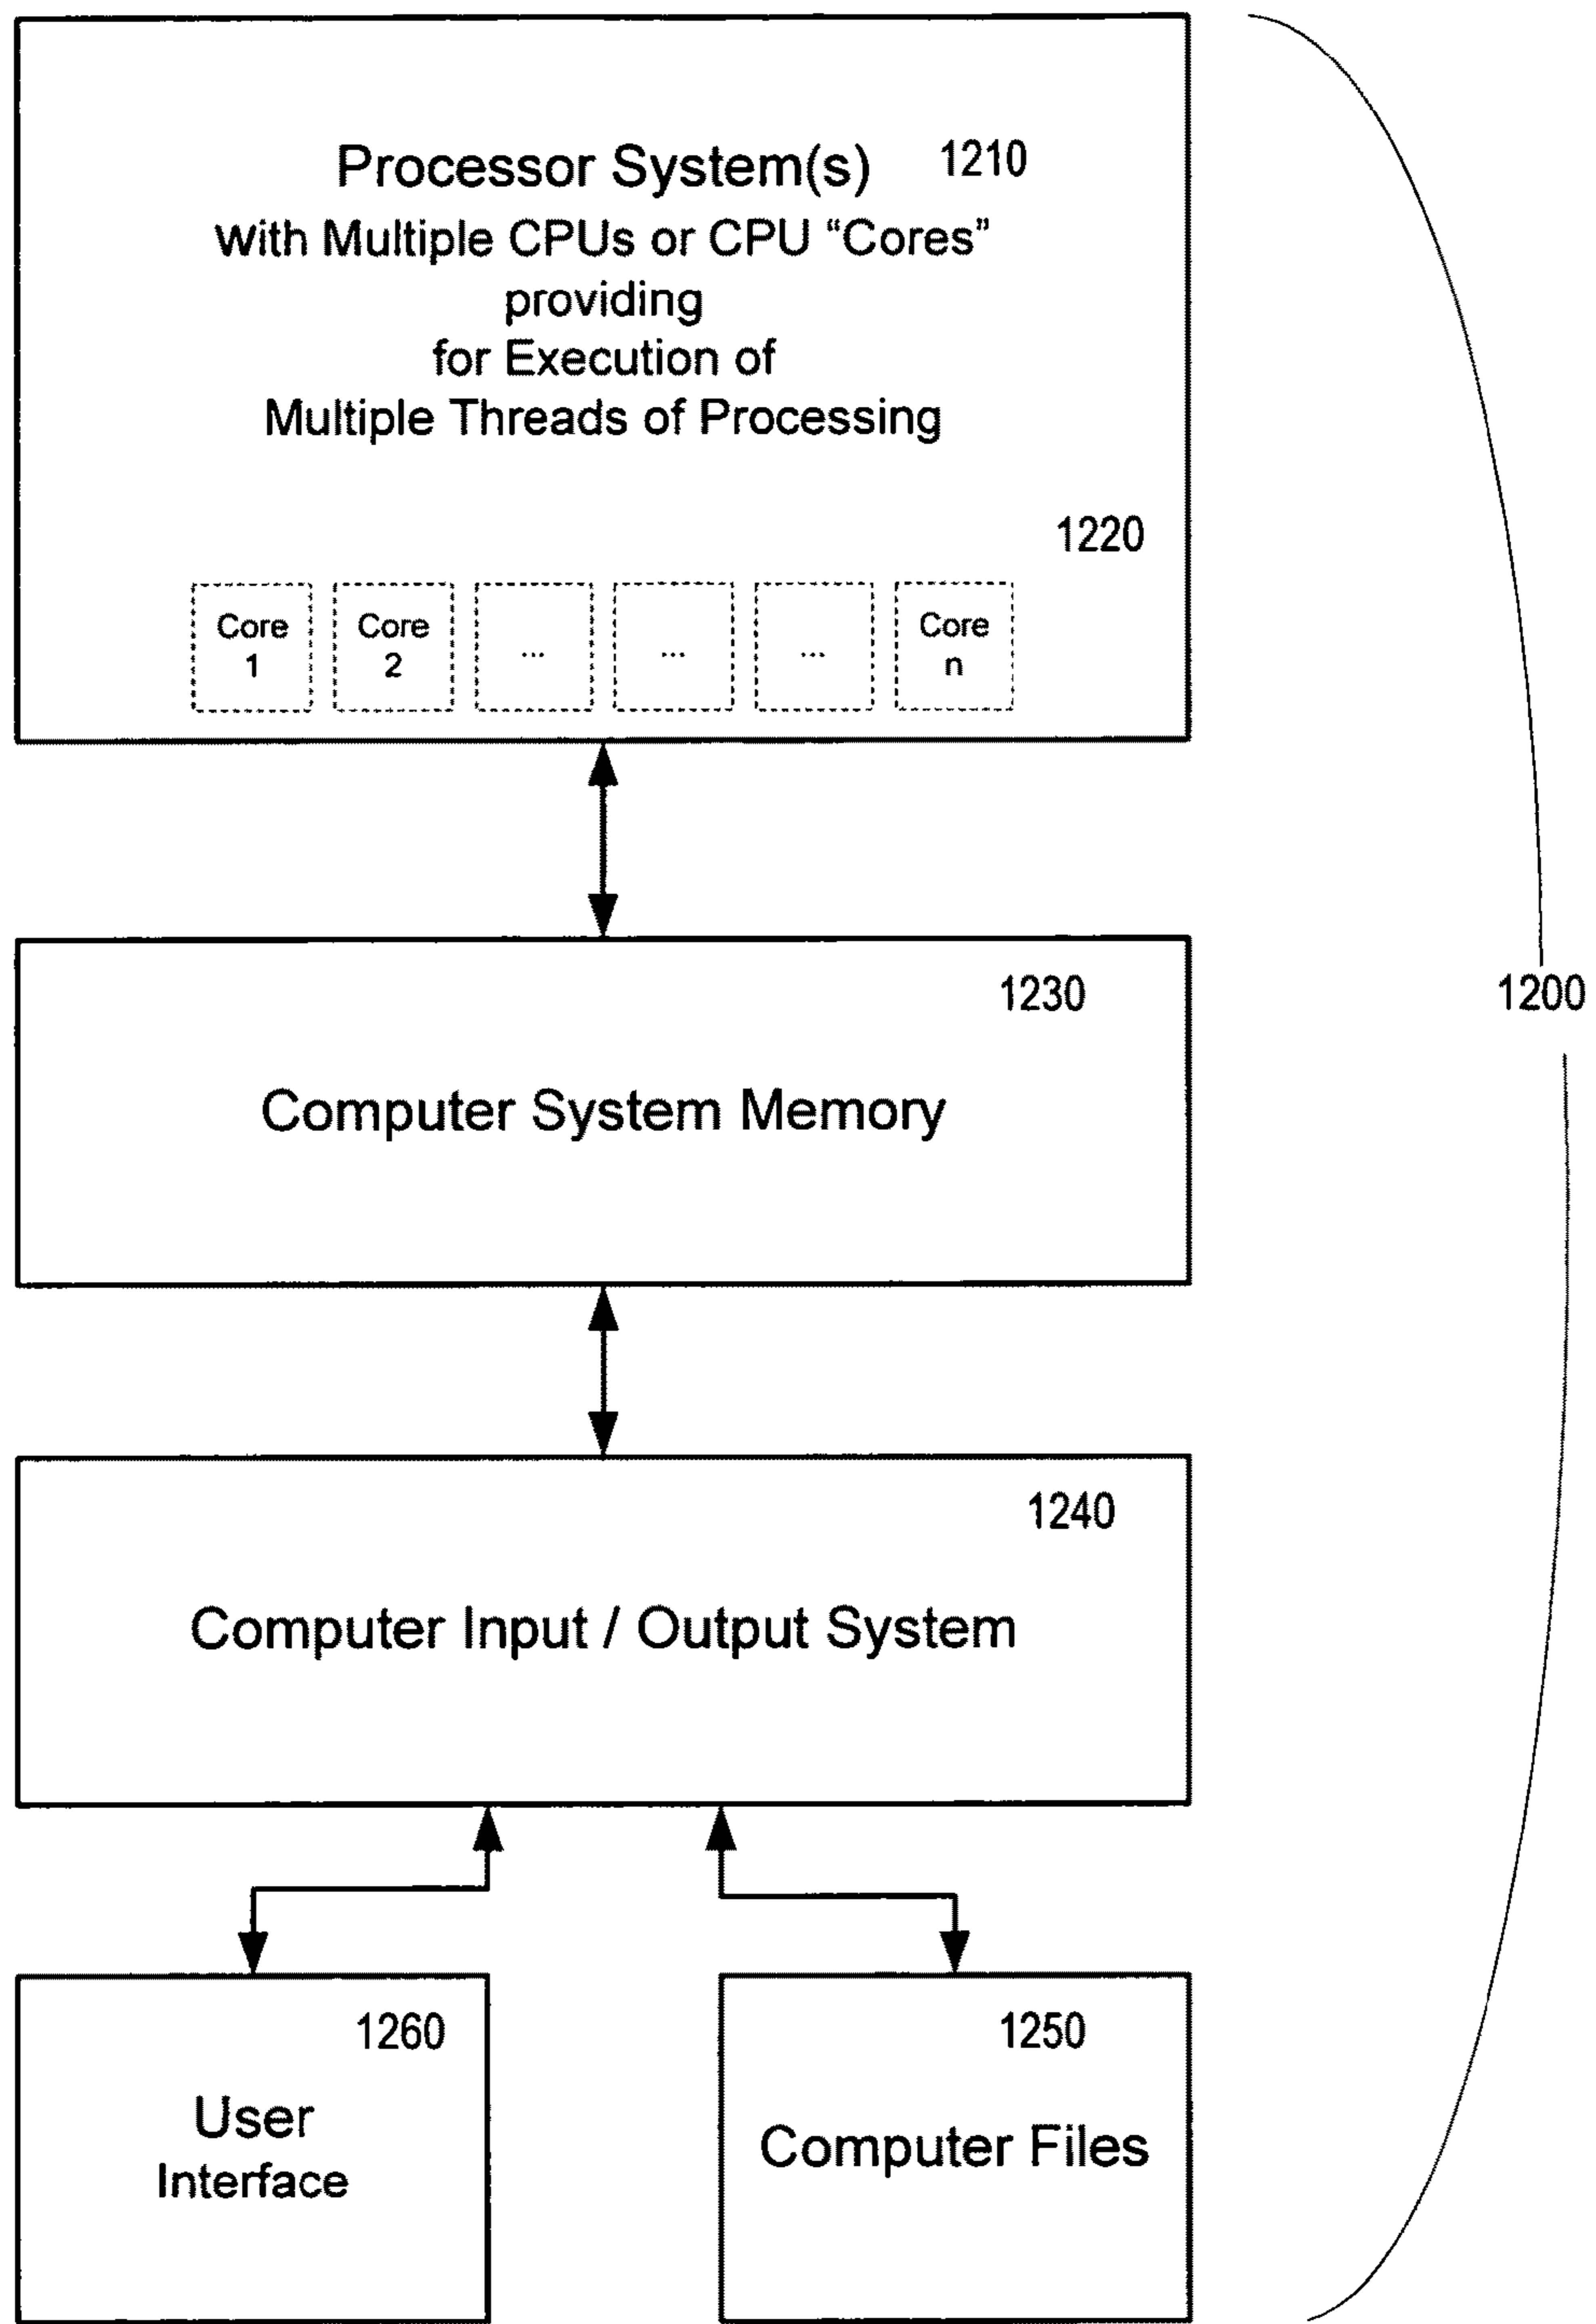 Processor System(s) 1210
with Multiple CPUs or CPU “Cores”
providing
for Execution of
Multiple Threads of Processing
1220
Core 1
Core 2
...
...
...
Core n
1230
1200
Computer System Memory
1240
Computer Input / Output System
1260
User
Interface
1250
Computer Files